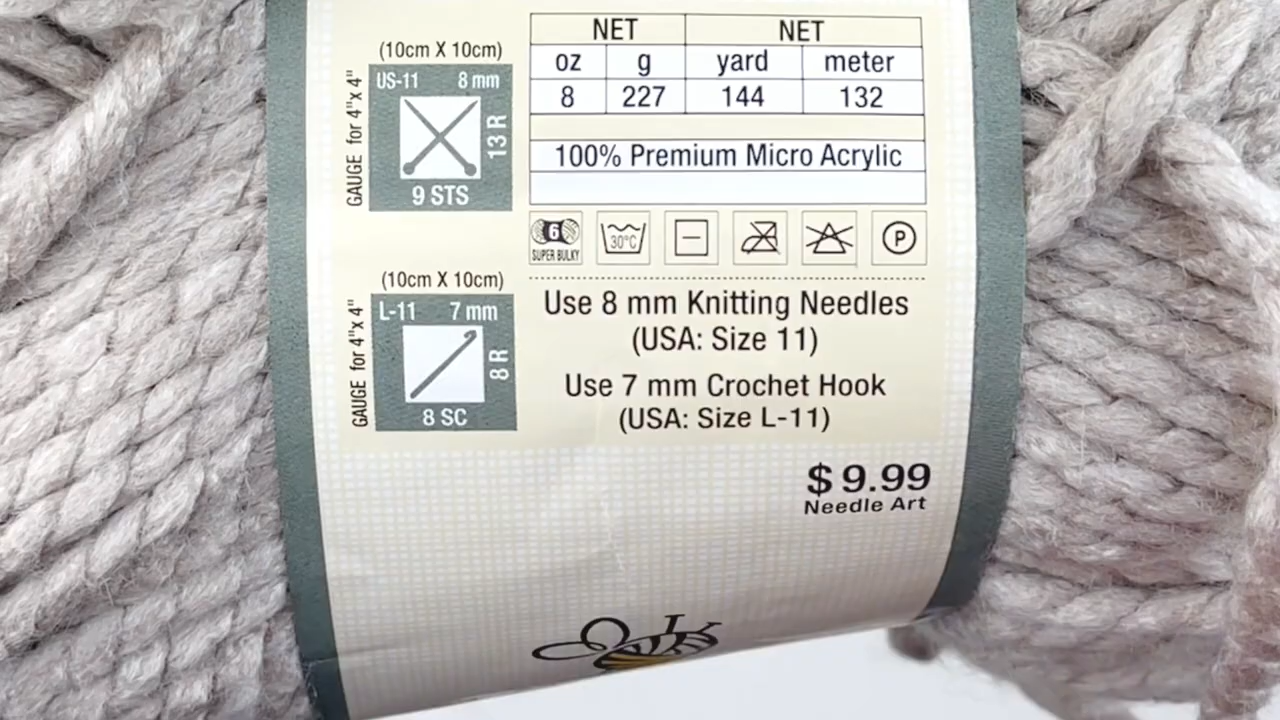 (10cm X 10cm)
GAUGE for 4"x 4"
US-11 8 mm
13 R
9 STS
NET NET
oz g yard meter
8 227 144 132
100% Premium Micro Acrylic
6
SUPER BULKY
30°C
P
(10cm X 10cm)
GAUGE for 4"x 4"
L-11 7 mm
8 R
8 SC
Use 8 mm Knitting Needles
(USA: Size 11)
Use 7 mm Crochet Hook
(USA: Size L-11)
$9.99
Needle Art